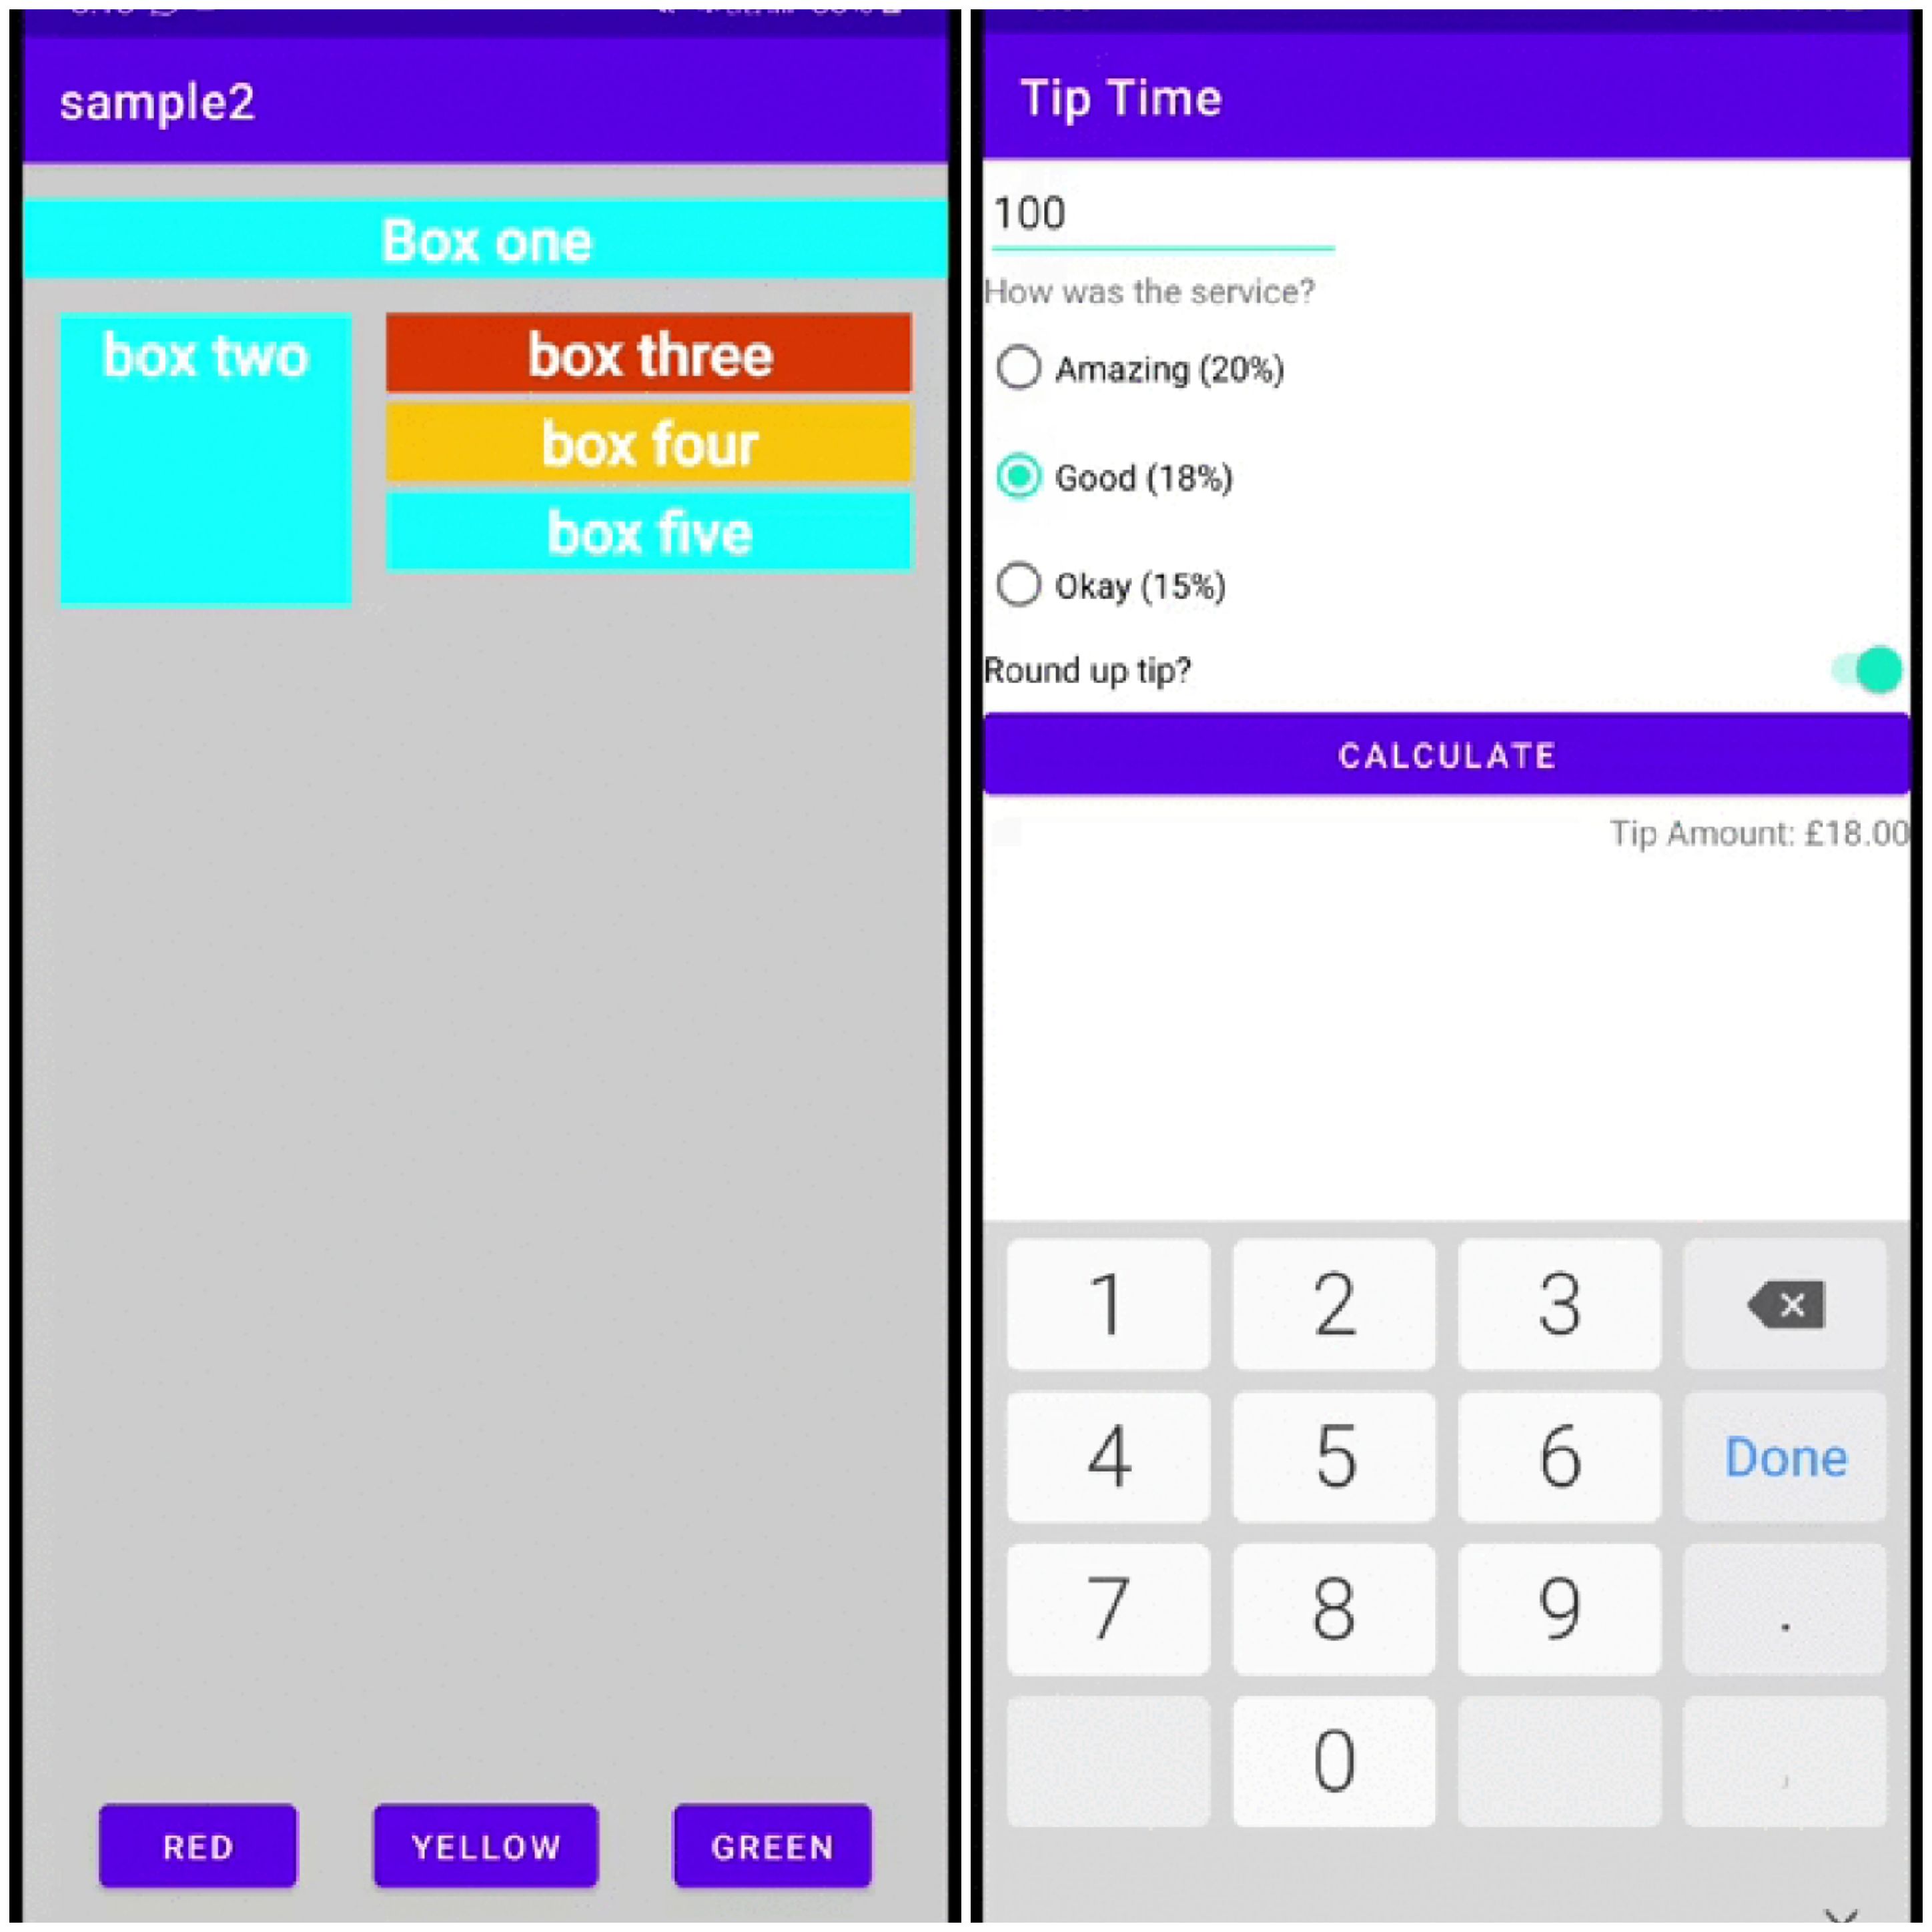 sample2
Box one
box two
box three
box four
box five
RED
YELLOW
GREEN
Tip Time
100
How was the service?
Amazing (20%)
Good (18%)
Okay (15%)
Round up tip?
CALCULATE
Tip Amount: £18.00
1 2 3
4 5 6 Done
7 8 9 .
0 ,